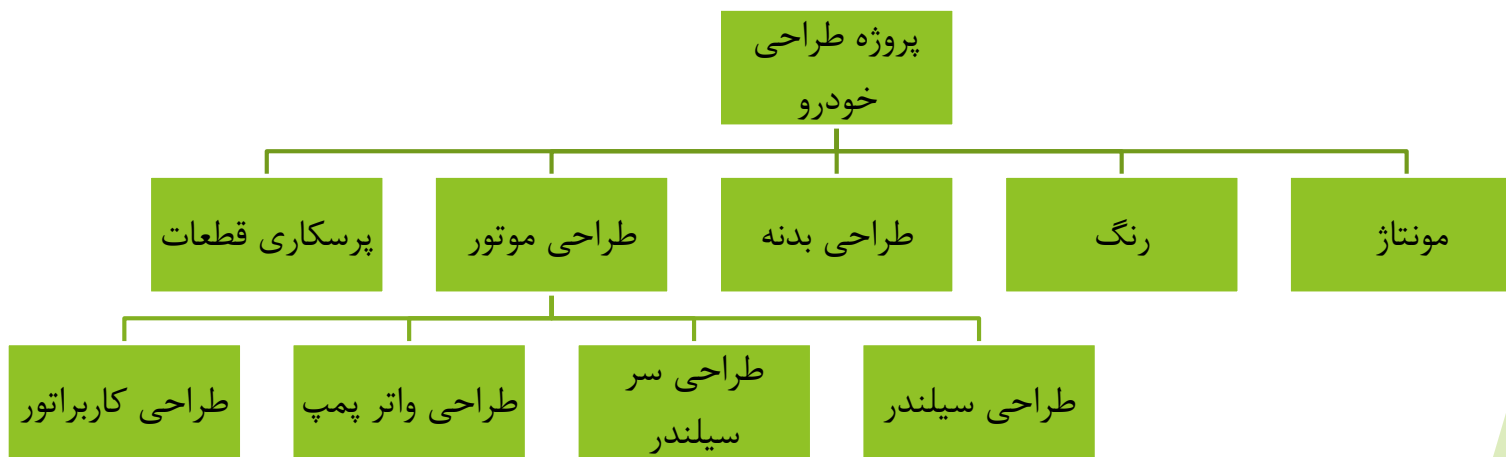 پروژه طراحی
خودرو
مونتاژ
رنگ
طراحی بدنه
طراحی موتور
پرسکاری قطعات
طراحی سیلندر
طراحی سر
سیلندر
طراحی واتر پمپ
طراحی کاربراتور